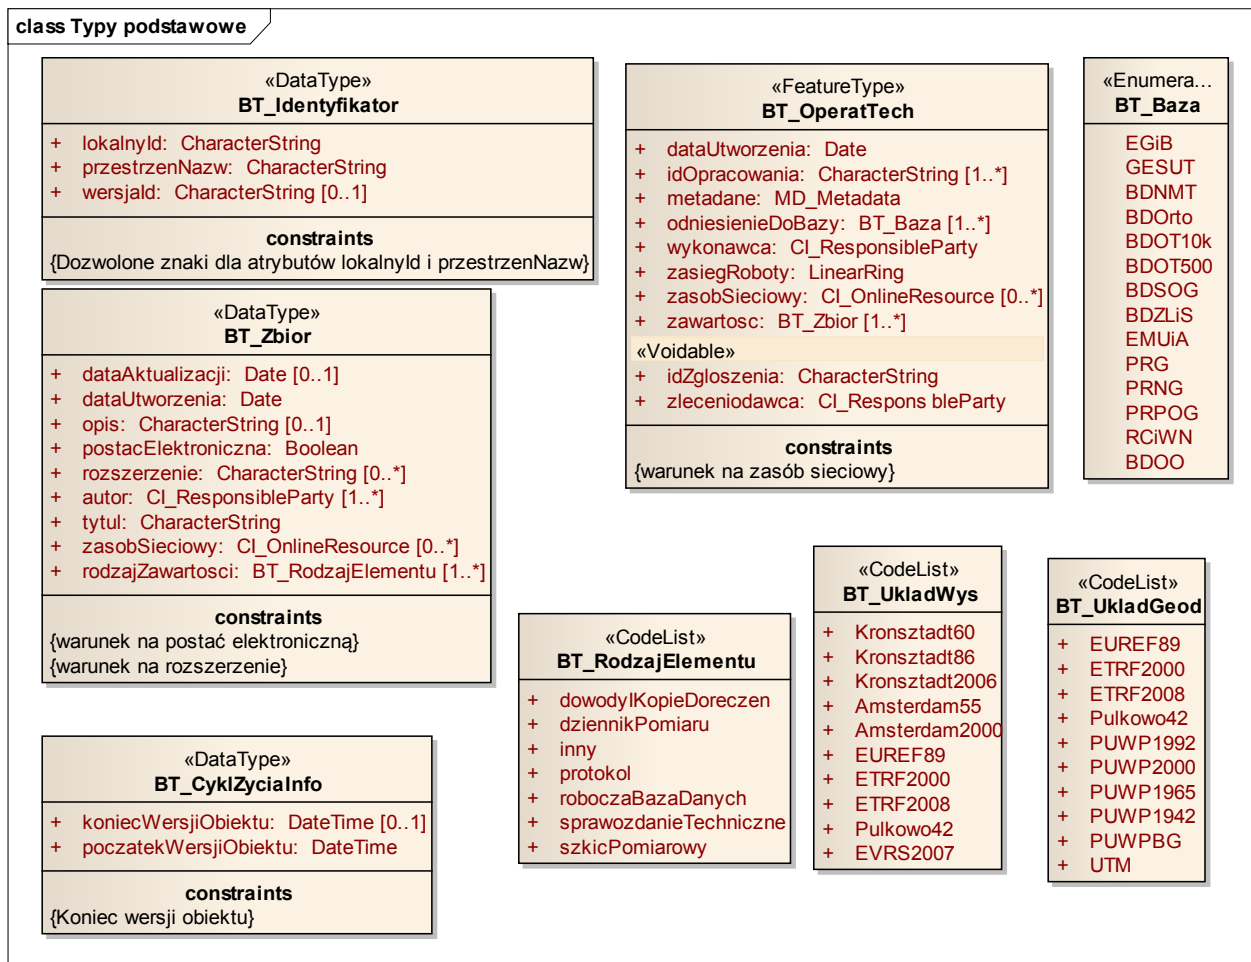 class Typy podstawowe
«DataType»
BT_Identyfikator
+ lokalnyId: CharacterString
+ przestrzenNazw: CharacterString
+ wersjaId: CharacterString [0..1]
constraints
{Dozwolone znaki dla atrybutów lokalnyId i przestrzenNazw}
«DataType»
BT_Zbior
+ dataAktualizacji: Date [0..1]
+ dataUtworzenia: Date
+ opis: CharacterString [0..1]
+ postacElektroniczna: Boolean
+ rozszerzenie: CharacterString [0..*]
+ autor: CI_ResponsibleParty [1..*]
+ tytul: CharacterString
+ zasobSieciowy: CI_OnlineResource [0..*]
+ rodzajZawartosci: BT_RodzajElementu [1..*]
constraints
{warunek na postać elektroniczną}
{warunek na rozszerzenie}
«DataType»
BT_CyklZyciaInfo
+ koniecWersjiObiektu: DateTime [0..1]
+ poczatekWersjiObiektu: DateTime
constraints
{Koniec wersji obiektu}
«FeatureType»
BT_OperatTech
+ dataUtworzenia: Date
+ idOpracowania: CharacterString [1..*]
+ metadane: MD_Metadata
+ odniesienieDoBazy: BT_Baza [1..*]
+ wykonawca: CI_ResponsibleParty
+ zasiegRoboty: LinearRing
+ zasobSieciowy: CI_OnlineResource [0..*]
+ zawartosc: BT_Zbior [1..*]
«Voidable»
+ idZgloszenia: CharacterString
+ zleceniodawca: CI_Respons bleParty
constraints
{warunek na zasób sieciowy}
«Enumera...
BT_Baza
EGiB
GESUT
BDNMT
BDOrto
BDOT10k
BDOT500
BDSOG
BDZLiS
EMUiA
PRG
PRNG
PRPOG
RCiWN
BDOO
«CodeList»
BT_RodzajElementu
+ dowodyIKopieDoreczen
+ dziennikPomiaru
+ inny
+ protokol
+ roboczaBazaDanych
+ sprawozdanieTechniczne
+ szkicPomiarowy
«CodeList»
BT_UkladWys
+ Kronsztadt60
+ Kronsztadt86
+ Kronsztadt2006
+ Amsterdam55
+ Amsterdam2000
+ EUREF89
+ ETRF2000
+ ETRF2008
+ Pulkowo42
+ EVRS2007
«CodeList»
BT_UkladGeod
+ EUREF89
+ ETRF2000
+ ETRF2008
+ Pulkowo42
+ PUWP1992
+ PUWP2000
+ PUWP1965
+ PUWP1942
+ PUWPBG
+ UTM